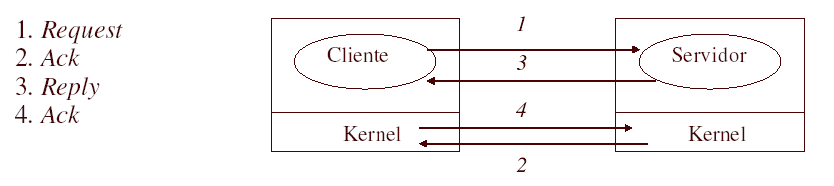 1. Request
2. Ack
3. Reply
4. Ack
1
Cliente
Servidor
3
4
Kernel
Kernel
2